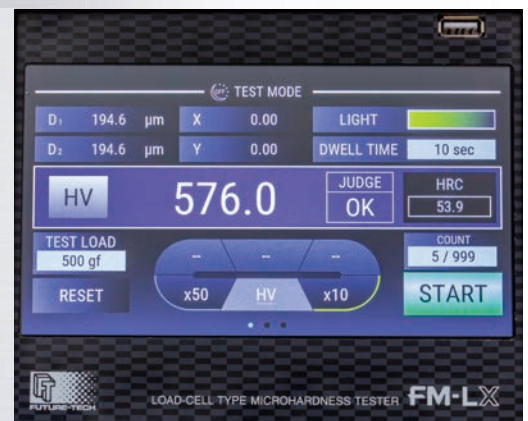 OFF TEST MODE
D1 194.6 µm X 0.00 LIGHT
D2 194.6 µm Y 0.00 DWELL TIME 10 sec
HV 576.0 JUDGE OK HRC 53.9
TEST LOAD -- -- -- COUNT
500 gf 5 / 999
RESET x50 HV x10 START
FT
FUTURE-TECH LOAD-CELL TYPE MICROHARDNESS TESTER FM-LX